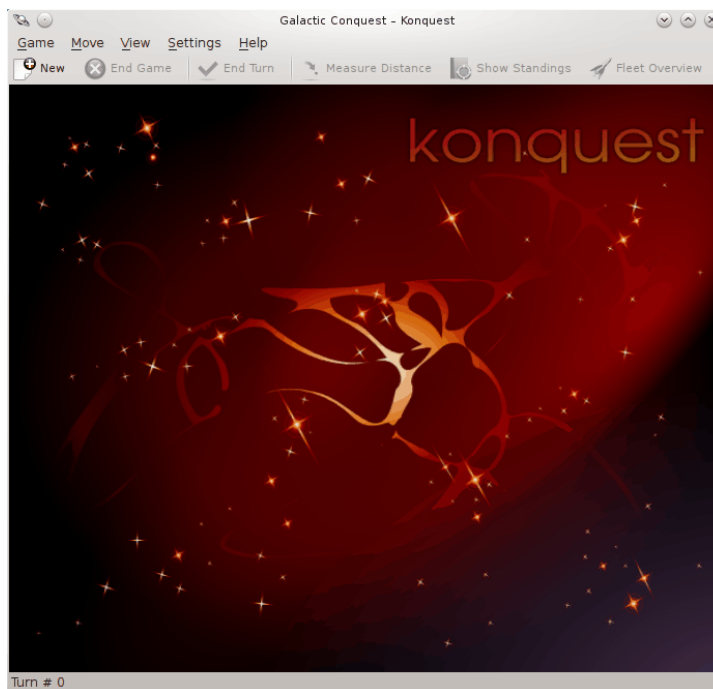 Galactic Conquest – Konquest
Game Move View Settings Help
New End Game End Turn Measure Distance Show Standings Fleet Overview
konquest
Turn # 0